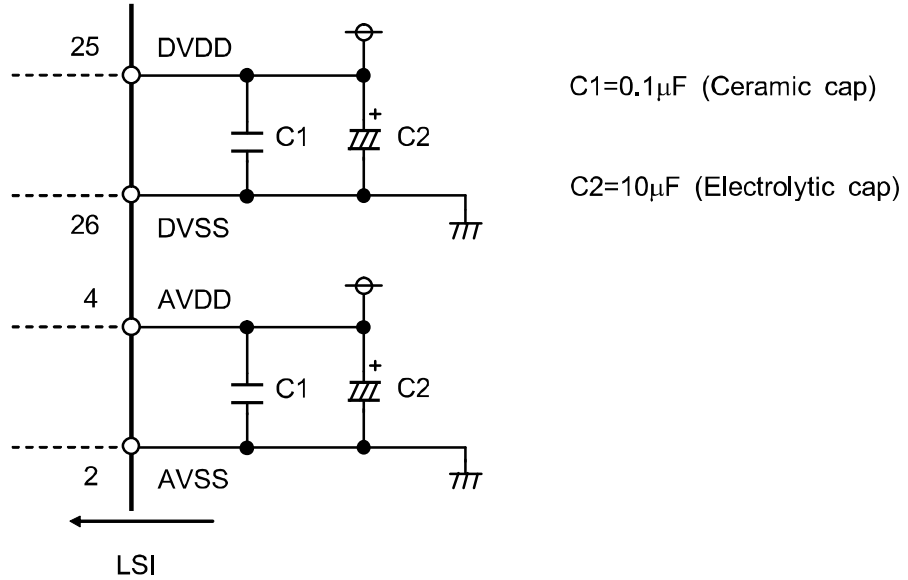 25 DVDD
C1=0.1µF (Ceramic cap)
+
C1 C2
C2=10µF (Electrolytic cap)
26 DVSS
4 AVDD
+
C1 C2
2 AVSS
LSI